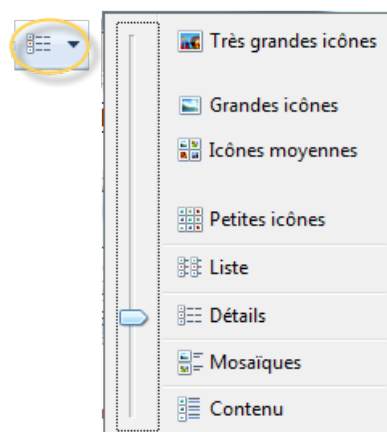 Très grandes icônes
Grandes icônes
Icônes moyennes
Petites icônes
Liste
Détails
Mosaïques
Contenu